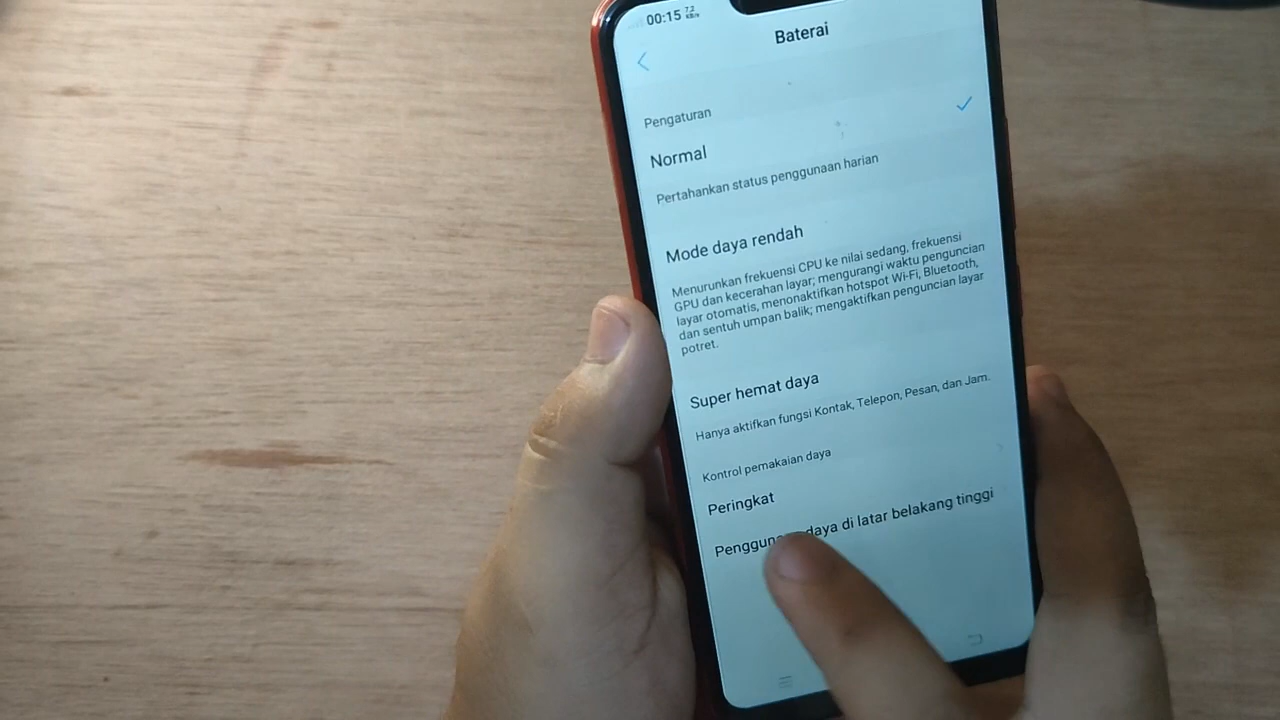 00:15 7,2 KB/s
Baterai
Pengaturan
Normal
Pertahankan status penggunaan harian
Mode daya rendah
Menurunkan frekuensi CPU ke nilai sedang, frekuensi
GPU dan kecerahan layar; mengurangi waktu penguncian
layar otomatis, menonaktifkan hotspot Wi-Fi, Bluetooth,
dan sentuh umpan balik; mengaktifkan penguncian layar
potret.
Super hemat daya
Hanya aktifkan fungsi Kontak, Telepon, Pesan, dan Jam.
Kontrol pemakaian daya
Peringkat
daya di latar belakang tinggi